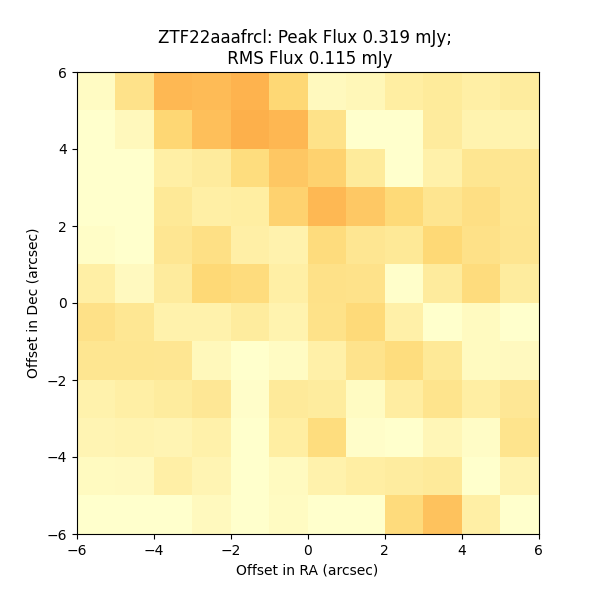 ZTF22aaafrcl: Peak Flux 0.319 mJy;
RMS Flux 0.115 mJy
6
4
2
0
−2
−4
−6
Offset in Dec (arcsec)
−6 −4 −2 0 2 4 6
Offset in RA (arcsec)